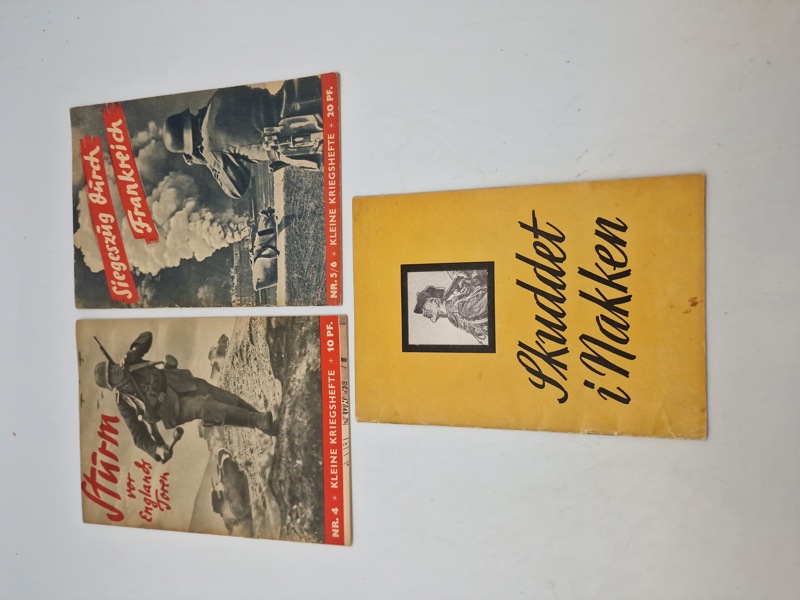 Sturm
vor
Englands
Toren
NR. 4 + KLEINE KRIEGSHEFTE + 10 PF.
Siegeszug durch
Frankreich
NR. 5/6 + KLEINE KRIEGSHEFTE + 20 PF.
Skuddet
i Nakken